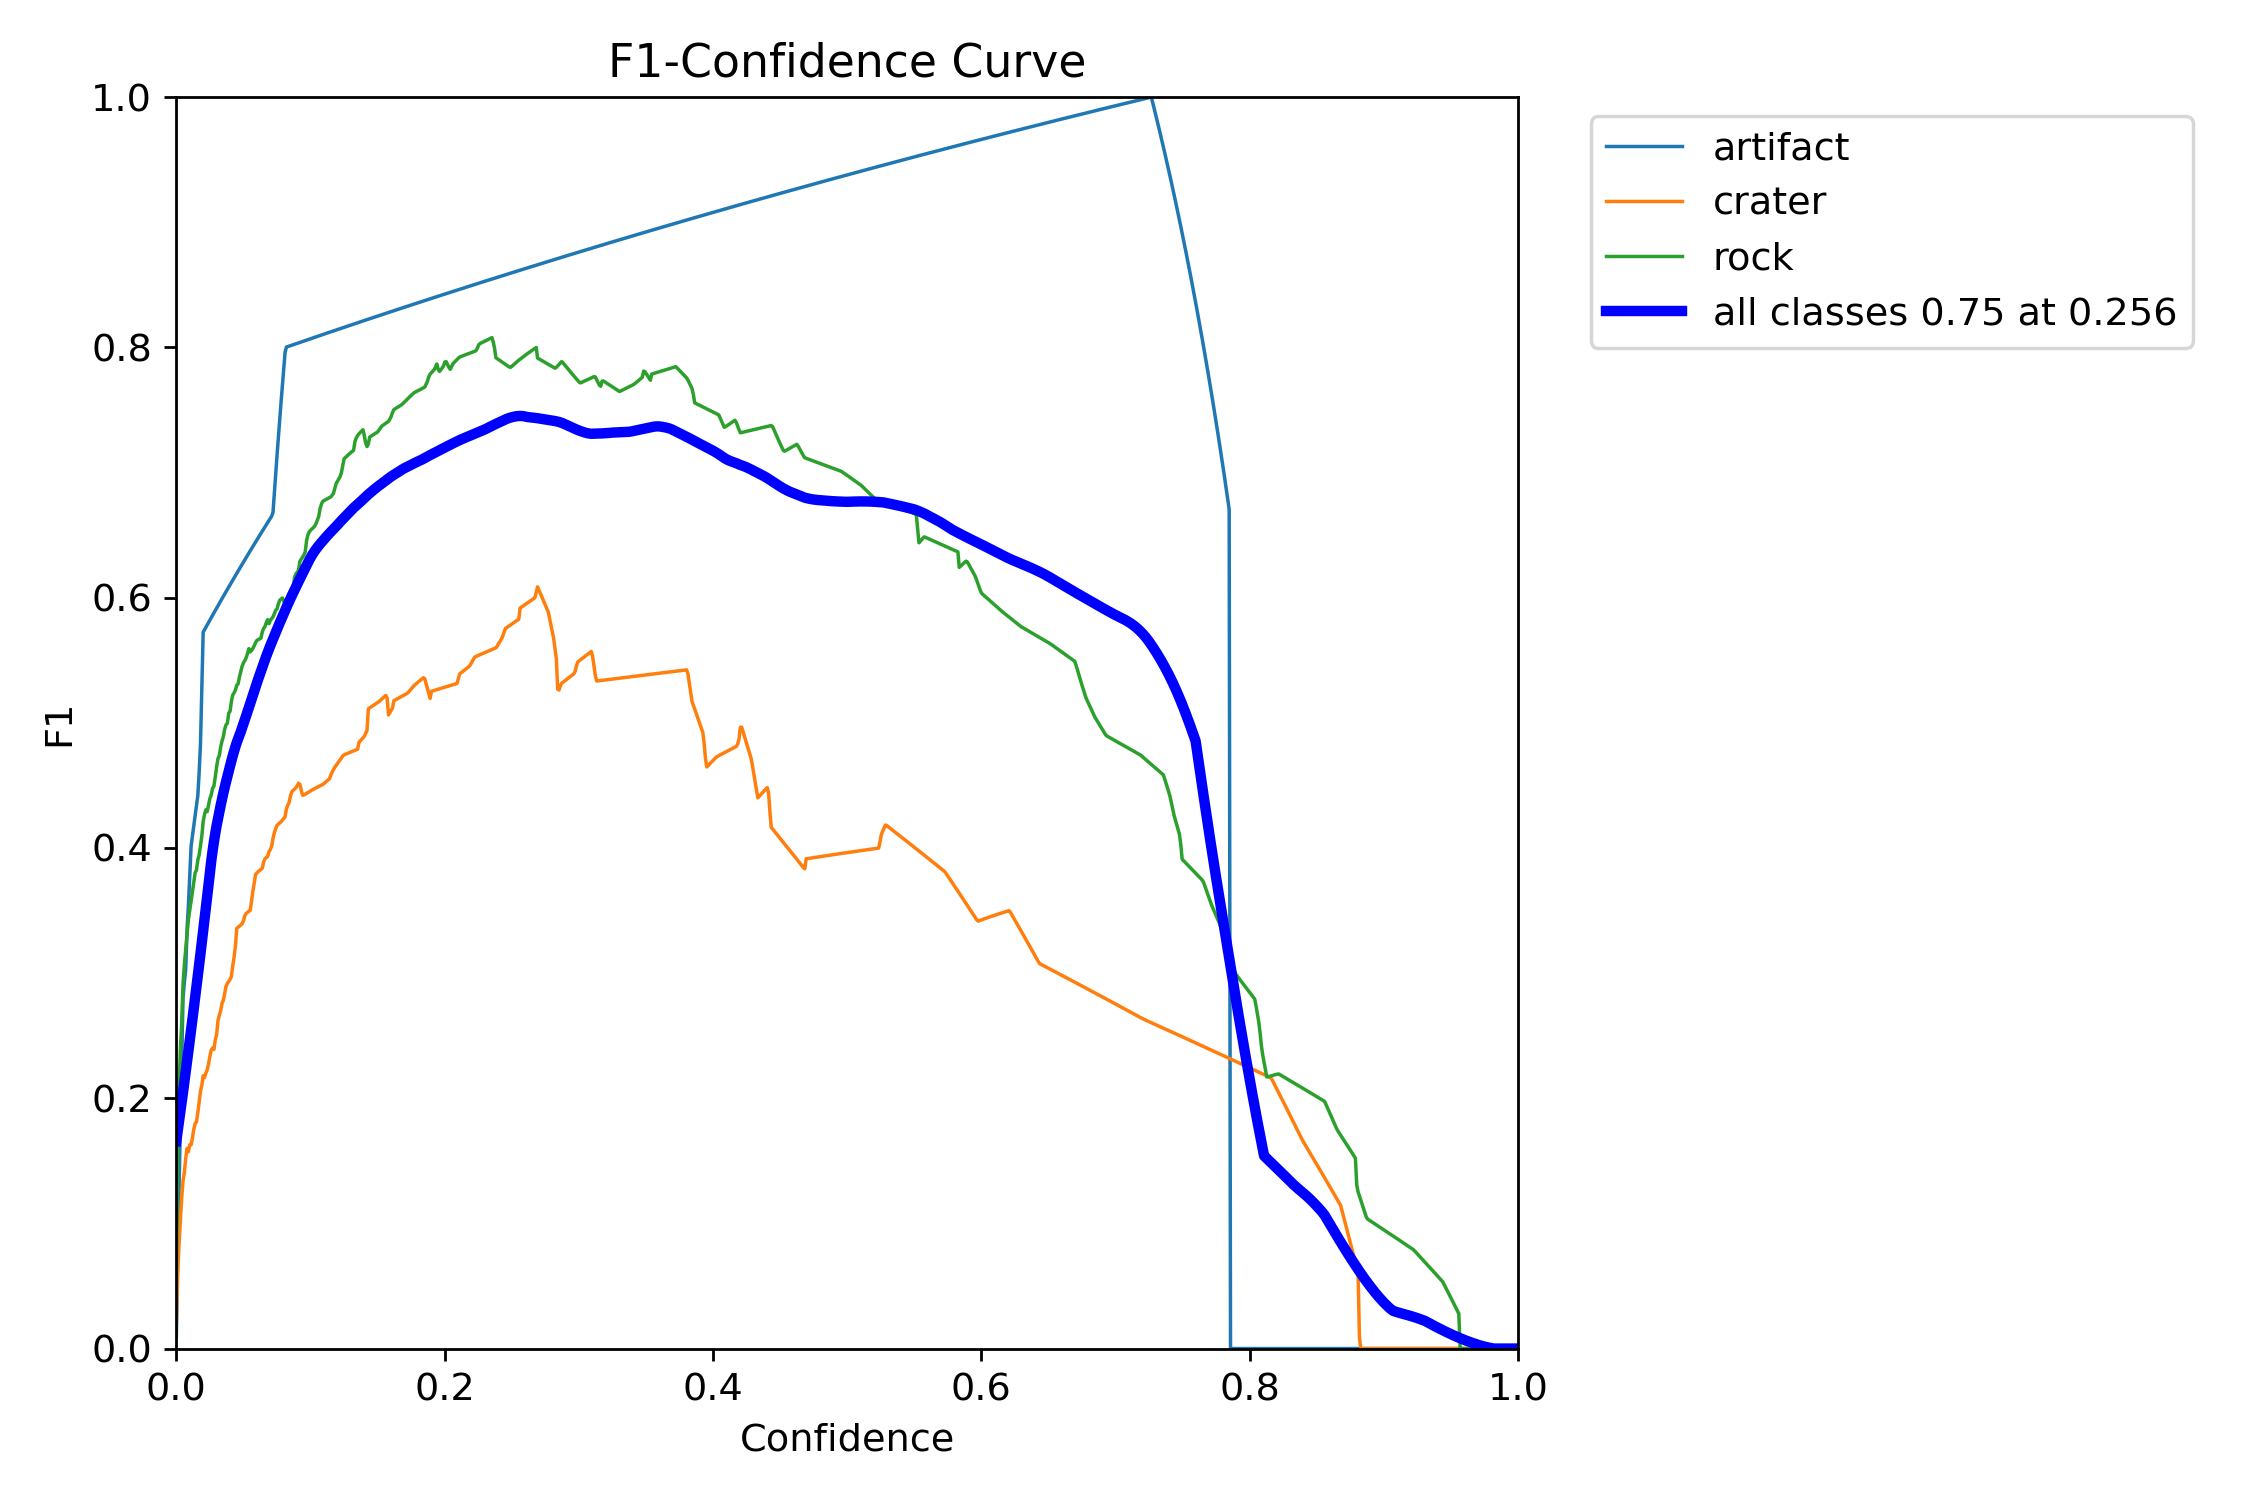 F1-Confidence Curve
1.0
0.8
0.6
0.4
0.2
0.0
F1
0.0 0.2 0.4 0.6 0.8 1.0
Confidence
artifact
crater
rock
all classes 0.75 at 0.256